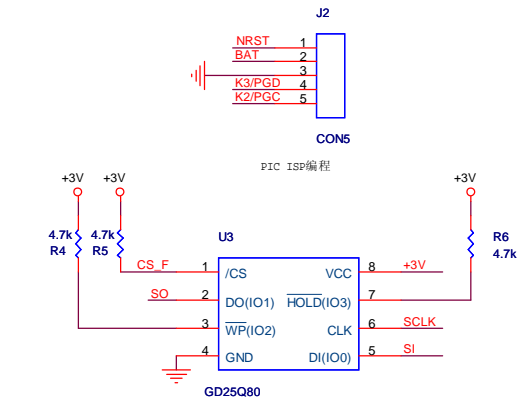 J2
NRST 1
BAT 2
3
K3/PGD 4
K2/PGC 5
CON5
PIC ISP编程
+3V +3V +3V
4.7k 4.7k R6
R4 R5 4.7k
U3
CS_F 1 /CS VCC 8 +3V
SO 2 DO(IO1) HOLD(IO3) 7
3 WP(IO2) CLK 6 SCLK
4 GND DI(IO0) 5 SI
GD25Q80